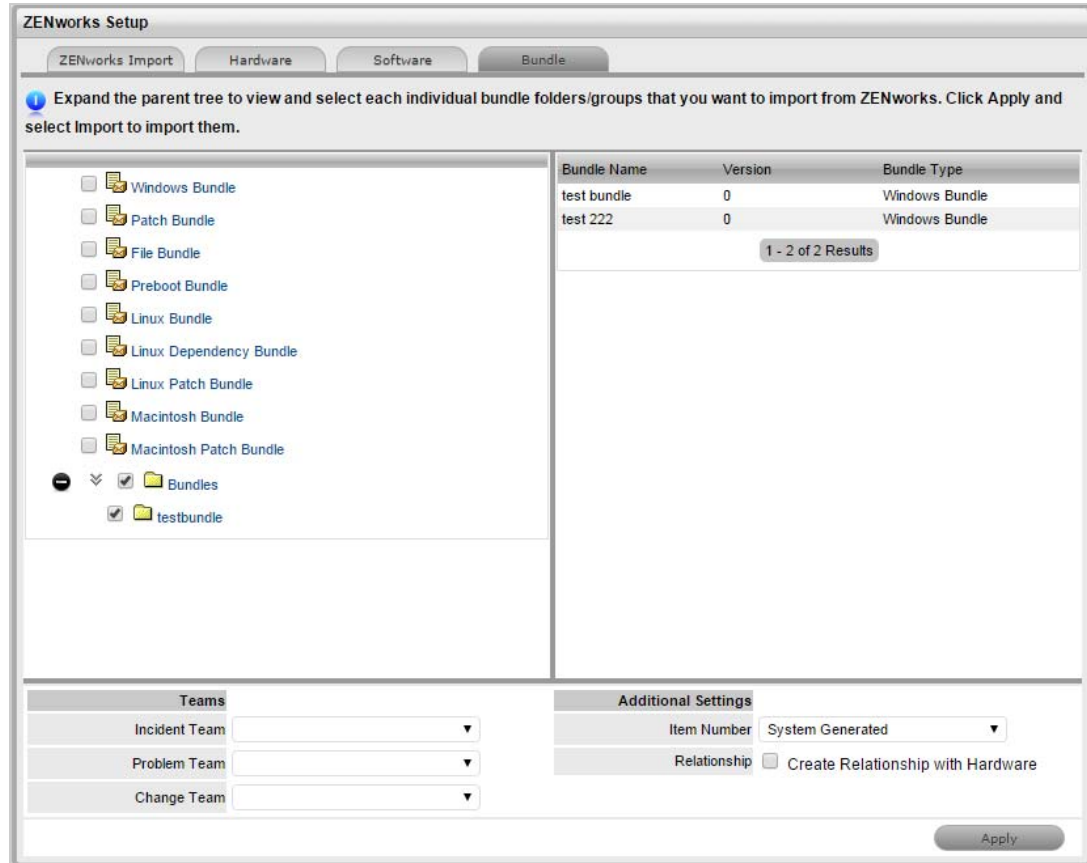 ZENworks Setup
ZENworks Import
Hardware
Software
Bundle
Expand the parent tree to view and select each individual bundle folders/groups that you want to import from ZENworks. Click Apply and
select Import to import them.
Windows Bundle
Patch Bundle
File Bundle
Preboot Bundle
Linux Bundle
Linux Dependency Bundle
Linux Patch Bundle
Macintosh Bundle
Macintosh Patch Bundle
Bundles
testbundle
Bundle Name Version Bundle Type
test bundle 0 Windows Bundle
test 222 0 Windows Bundle
1 - 2 of 2 Results
Teams
Incident Team
Problem Team
Change Team
Additional Settings
Item Number System Generated
Relationship Create Relationship with Hardware
Apply